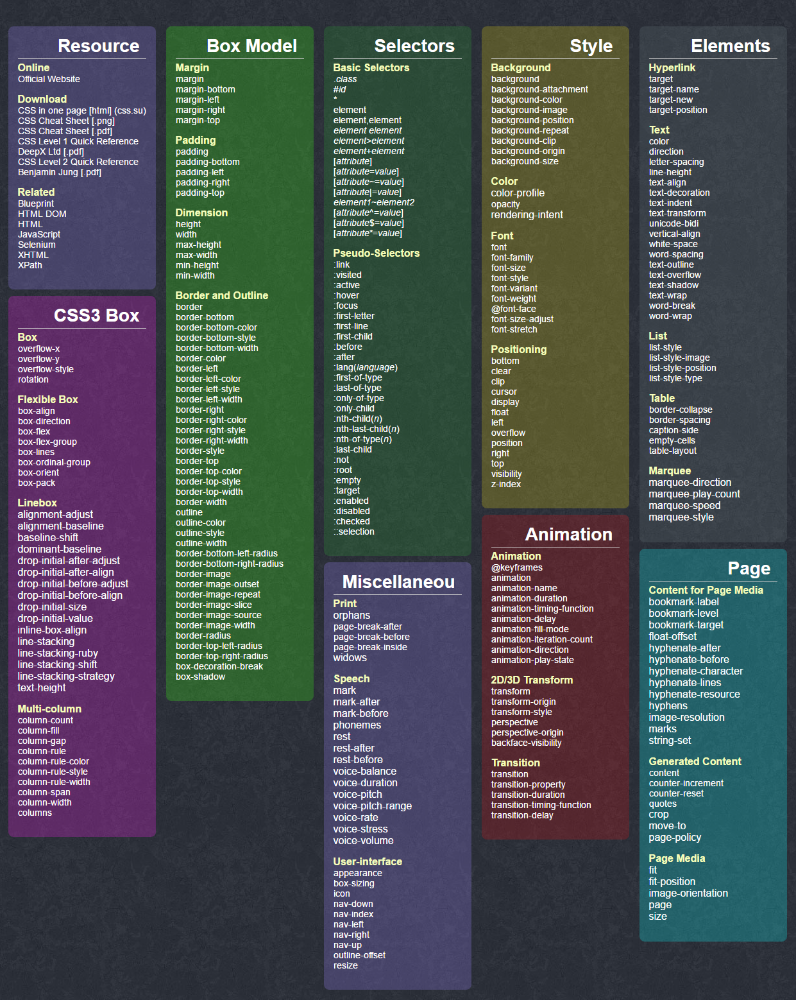 Resource
Online
Official Website
Download
CSS in one page [html] (css.su)
CSS Cheat Sheet [.png]
CSS Cheat Sheet [.pdf]
CSS Level 1 Quick Reference
DeepX Ltd [.pdf]
CSS Level 2 Quick Reference
Benjamin Jung [.pdf]
Related
Blueprint
HTML DOM
HTML
JavaScript
Selenium
XHTML
XPath
CSS3 Box
Box
overflow-x
overflow-y
overflow-style
rotation
Flexible Box
box-align
box-direction
box-flex
box-flex-group
box-lines
box-ordinal-group
box-orient
box-pack
Linebox
alignment-adjust
alignment-baseline
baseline-shift
dominant-baseline
drop-initial-after-adjust
drop-initial-after-align
drop-initial-before-adjust
drop-initial-before-align
drop-initial-size
drop-initial-value
inline-box-align
line-stacking
line-stacking-ruby
line-stacking-shift
line-stacking-strategy
text-height
Multi-column
column-count
column-fill
column-gap
column-rule
column-rule-color
column-rule-style
column-rule-width
column-span
column-width
columns
Box Model
Margin
margin
margin-bottom
margin-left
margin-right
margin-top
Padding
padding
padding-bottom
padding-left
padding-right
padding-top
Dimension
height
width
max-height
max-width
min-height
min-width
Border and Outline
border
border-bottom
border-bottom-color
border-bottom-style
border-bottom-width
border-color
border-left
border-left-color
border-left-style
border-left-width
border-right
border-right-color
border-right-style
border-right-width
border-style
border-top
border-top-color
border-top-style
border-top-width
border-width
outline
outline-color
outline-style
outline-width
border-bottom-left-radius
border-bottom-right-radius
border-image
border-image-outset
border-image-repeat
border-image-slice
border-image-source
border-image-width
border-radius
border-top-left-radius
border-top-right-radius
box-decoration-break
box-shadow
Selectors
Basic Selectors
.class
#id
*
element
element,element
element element
element>element
element+element
[attribute]
[attribute=value]
[attribute~=value]
[attribute|=value]
element1~element2
[attribute^=value]
[attribute$=value]
[attribute*=value]
Pseudo-Selectors
:link
:visited
:active
:hover
:focus
:first-letter
:first-line
:first-child
:before
:after
:lang(language)
:first-of-type
:last-of-type
:only-of-type
:only-child
:nth-child(n)
:nth-last-child(n)
:nth-of-type(n)
:last-child
:not
:root
:empty
:target
:enabled
:disabled
:checked
::selection
Miscellaneou
Print
orphans
page-break-after
page-break-before
page-break-inside
widows
Speech
mark
mark-after
mark-before
phonemes
rest
rest-after
rest-before
voice-balance
voice-duration
voice-pitch
voice-pitch-range
voice-rate
voice-stress
voice-volume
User-interface
appearance
box-sizing
icon
nav-down
nav-index
nav-left
nav-right
nav-up
outline-offset
resize
Style
Background
background
background-attachment
background-color
background-image
background-position
background-repeat
background-clip
background-origin
background-size
Color
color-profile
opacity
rendering-intent
Font
font
font-family
font-size
font-style
font-variant
font-weight
@font-face
font-size-adjust
font-stretch
Positioning
bottom
clear
clip
cursor
display
float
left
overflow
position
right
top
visibility
z-index
Animation
Animation
@keyframes
animation
animation-name
animation-duration
animation-timing-function
animation-delay
animation-fill-mode
animation-iteration-count
animation-direction
animation-play-state
2D/3D Transform
transform
transform-origin
transform-style
perspective
perspective-origin
backface-visibility
Transition
transition
transition-property
transition-duration
transition-timing-function
transition-delay
Elements
Hyperlink
target
target-name
target-new
target-position
Text
color
direction
letter-spacing
line-height
text-align
text-decoration
text-indent
text-transform
unicode-bidi
vertical-align
white-space
word-spacing
text-outline
text-overflow
text-shadow
text-wrap
word-break
word-wrap
List
list-style
list-style-image
list-style-position
list-style-type
Table
border-collapse
border-spacing
caption-side
empty-cells
table-layout
Marquee
marquee-direction
marquee-play-count
marquee-speed
marquee-style
Page
Content for Page Media
bookmark-label
bookmark-level
bookmark-target
float-offset
hyphenate-after
hyphenate-before
hyphenate-character
hyphenate-lines
hyphenate-resource
hyphens
image-resolution
marks
string-set
Generated Content
content
counter-increment
counter-reset
quotes
crop
move-to
page-policy
Page Media
fit
fit-position
image-orientation
page
size